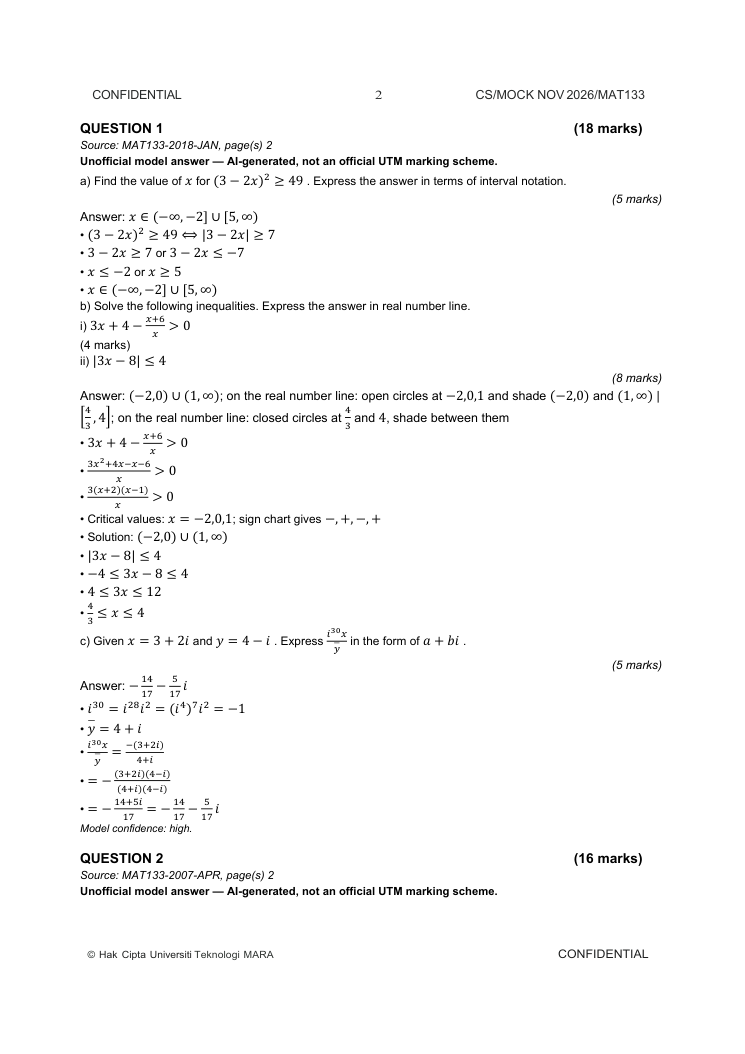 CONFIDENTIAL 2 CS/MOCK NOV 2026/MAT133
QUESTION 1 (18 marks)
Source: MAT133-2018-JAN, page(s) 2
Unofficial model answer — AI-generated, not an official UTM marking scheme.
a) Find the value of x for (3 − 2x)² ≥ 49 . Express the answer in terms of interval notation.
(5 marks)
Answer: x ∈ (−∞, −2] ∪ [5, ∞)
• (3 − 2x)² ≥ 49 ⟺ |3 − 2x| ≥ 7
• 3 − 2x ≥ 7 or 3 − 2x ≤ −7
• x ≤ −2 or x ≥ 5
• x ∈ (−∞, −2] ∪ [5, ∞)
b) Solve the following inequalities. Express the answer in real number line.
i) 3x + 4 − (x+6)/x > 0
(4 marks)
ii) |3x − 8| ≤ 4
(8 marks)
Answer: (−2,0) ∪ (1, ∞); on the real number line: open circles at −2,0,1 and shade (−2,0) and (1, ∞) |
[4/3, 4]; on the real number line: closed circles at 4/3 and 4, shade between them
• 3x + 4 − (x+6)/x > 0
• (3x²+4x−x−6)/x > 0
• (3(x+2)(x−1))/x > 0
• Critical values: x = −2,0,1; sign chart gives −, +, −, +
• Solution: (−2,0) ∪ (1, ∞)
• |3x − 8| ≤ 4
• −4 ≤ 3x − 8 ≤ 4
• 4 ≤ 3x ≤ 12
• 4/3 ≤ x ≤ 4
c) Given x = 3 + 2i and y = 4 − i . Express (i³⁰x)/ȳ in the form of a + bi .
(5 marks)
Answer: −14/17 − 5/17 i
• i³⁰ = i²⁸i² = (i⁴)⁷i² = −1
• ȳ = 4 + i
• (i³⁰x)/ȳ = (−(3+2i))/(4+i)
• = −((3+2i)(4−i))/((4+i)(4−i))
• = −(14+5i)/17 = −14/17 − 5/17 i
Model confidence: high.
QUESTION 2 (16 marks)
Source: MAT133-2007-APR, page(s) 2
Unofficial model answer — AI-generated, not an official UTM marking scheme.
© Hak Cipta Universiti Teknologi MARA CONFIDENTIAL